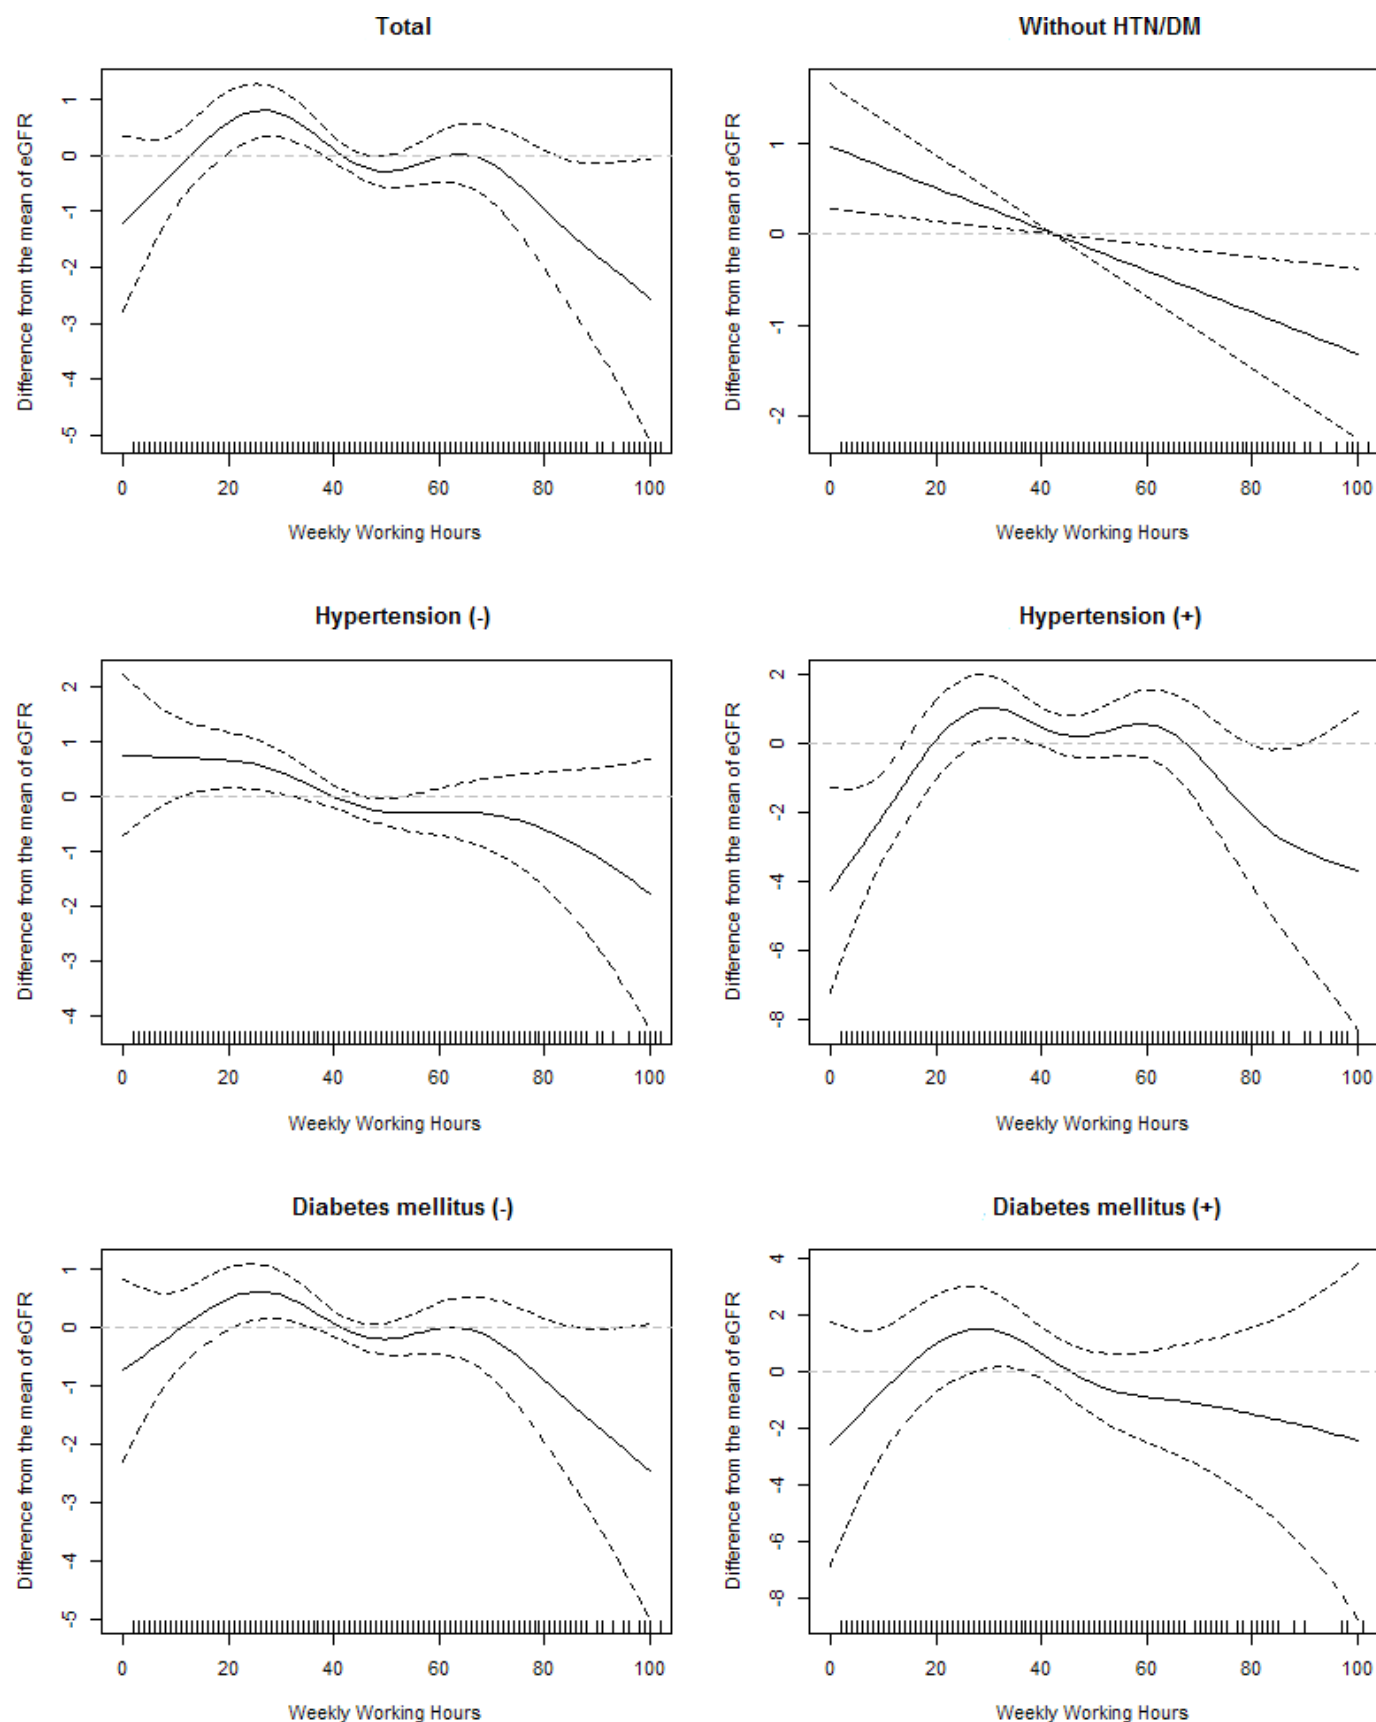 Total
Difference from the mean of eGFR
1
0
-1
-2
-3
-4
-5
0 20 40 60 80 100
Weekly Working Hours
Without HTN/DM
Difference from the mean of eGFR
1
0
-1
-2
0 20 40 60 80 100
Weekly Working Hours
Hypertension (-)
Difference from the mean of eGFR
2
1
0
-1
-2
-3
-4
0 20 40 60 80 100
Weekly Working Hours
Hypertension (+)
Difference from the mean of eGFR
2
0
-2
-4
-6
-8
0 20 40 60 80 100
Weekly Working Hours
Diabetes mellitus (-)
Difference from the mean of eGFR
1
0
-1
-2
-3
-4
-5
0 20 40 60 80 100
Weekly Working Hours
Diabetes mellitus (+)
Difference from the mean of eGFR
4
2
0
-2
-4
-6
-8
0 20 40 60 80 100
Weekly Working Hours